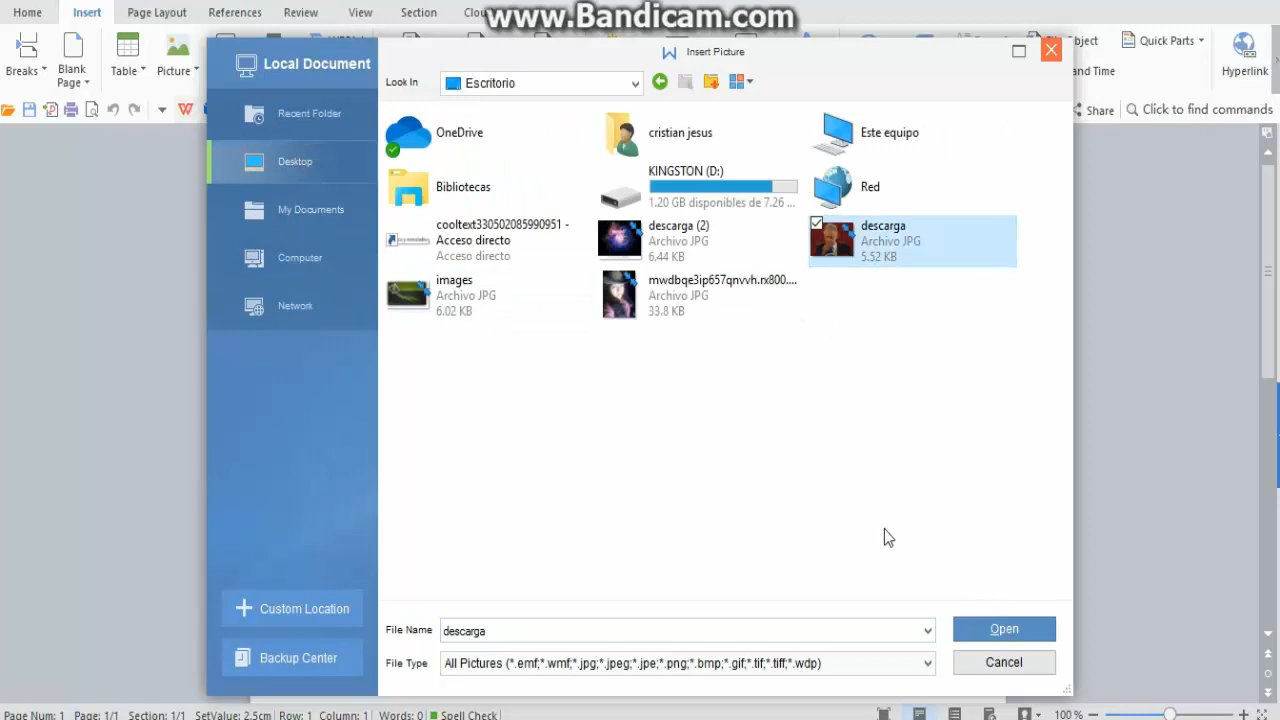 www.Bandicam.com
Home Insert Page Layout References Review View Section
Breaks Blank Page Table Picture
Quick Parts
Hyperlink
and Time
Share Click to find commands
Insert Picture
Local Document
Recent Folder
Desktop
My Documents
Computer
Network
Custom Location
Backup Center
Look In Escritorio
OneDrive
cristian jesus
Este equipo
Bibliotecas
KINGSTON (D:)
1.20 GB disponibles de 7.26 ...
Red
cooltext330502085990951 -
Acceso directo
Acceso directo
descarga (2)
Archivo JPG
6.44 KB
descarga
Archivo JPG
5.52 KB
images
Archivo JPG
6.02 KB
mwdbqe3ip657qnvvh.rx800....
Archivo JPG
33.8 KB
File Name descarga
Open
File Type All Pictures (*.emf;*.wmf;*.jpg;*.jpeg;*.jpe;*.png;*.bmp;*.gif;*.tif;*.tiff;*.wdp)
Cancel
Page Num: 1 Page: 1/1 Section: 1/1 SetValue: 2.5cm Row: 1 Column: 1 Words: 0 Spell Check
100 %